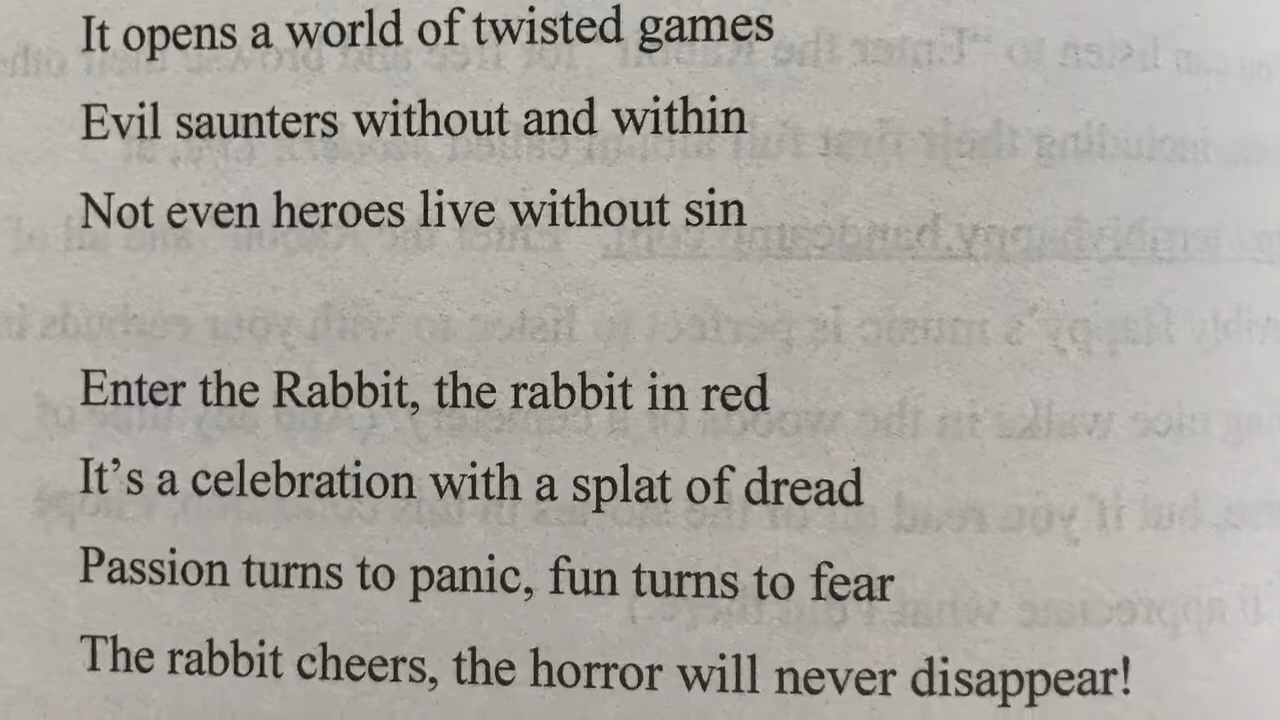 It opens a world of twisted games
Evil saunters without and within
Not even heroes live without sin
Enter the Rabbit, the rabbit in red
It’s a celebration with a splat of dread
Passion turns to panic, fun turns to fear
The rabbit cheers, the horror will never disappear!